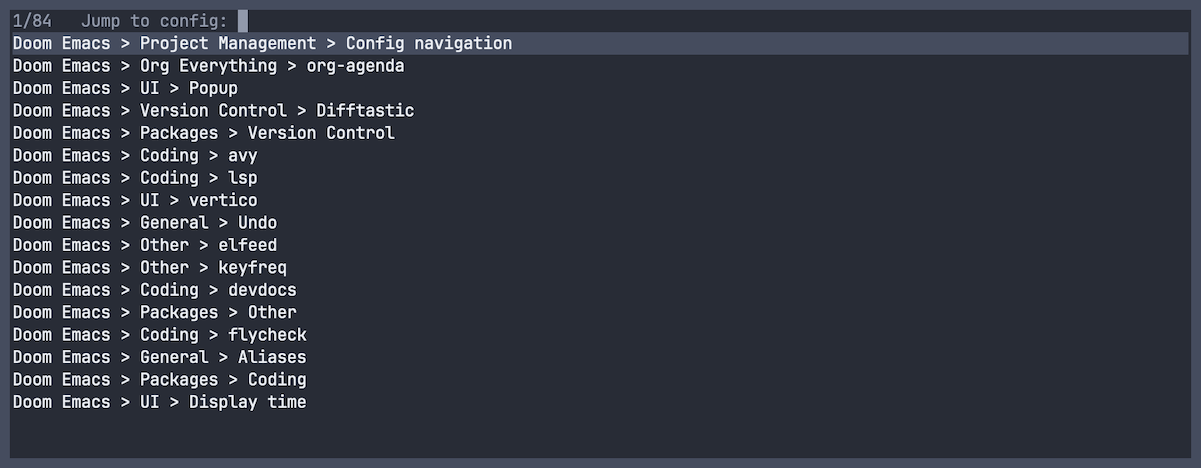 1/84 Jump to config:
Doom Emacs > Project Management > Config navigation
Doom Emacs > Org Everything > org-agenda
Doom Emacs > UI > Popup
Doom Emacs > Version Control > Difftastic
Doom Emacs > Packages > Version Control
Doom Emacs > Coding > avy
Doom Emacs > Coding > lsp
Doom Emacs > UI > vertico
Doom Emacs > General > Undo
Doom Emacs > Other > elfeed
Doom Emacs > Other > keyfreq
Doom Emacs > Coding > devdocs
Doom Emacs > Packages > Other
Doom Emacs > Coding > flycheck
Doom Emacs > General > Aliases
Doom Emacs > Packages > Coding
Doom Emacs > UI > Display time